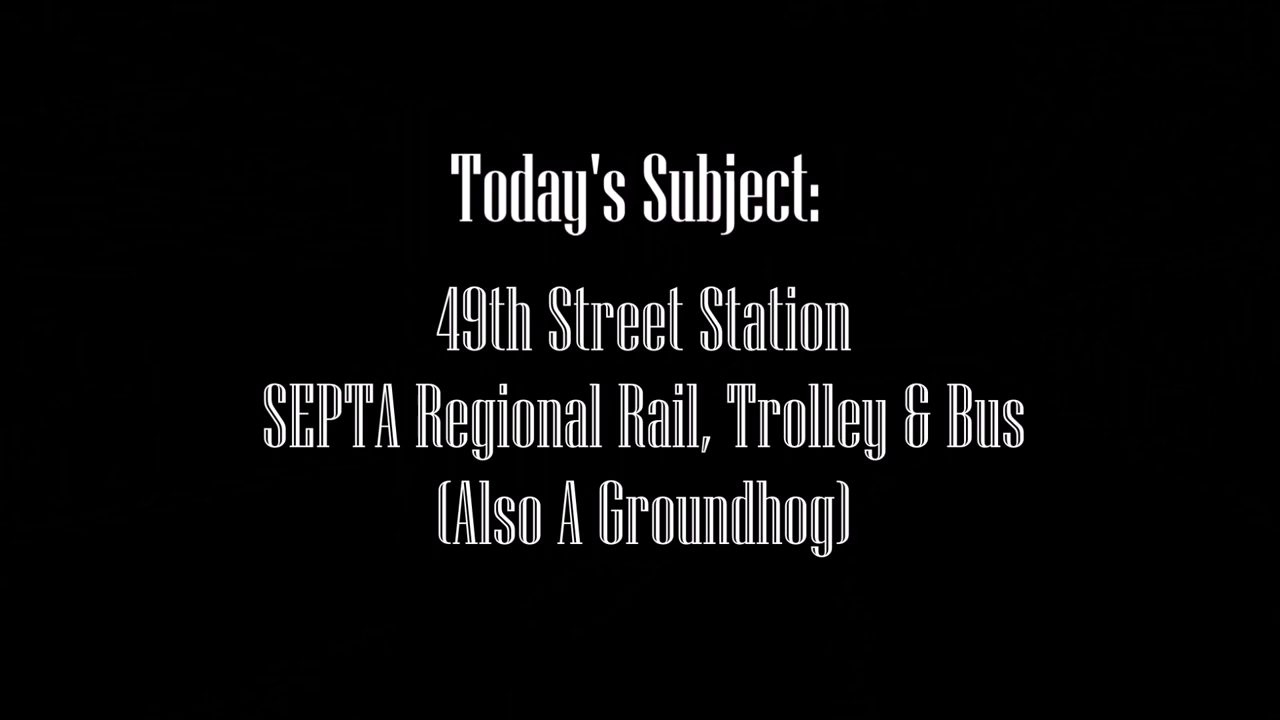 Today's Subject:
49th Street Station
SEPTA Regional Rail, Trolley & Bus
(Also A Groundhog)